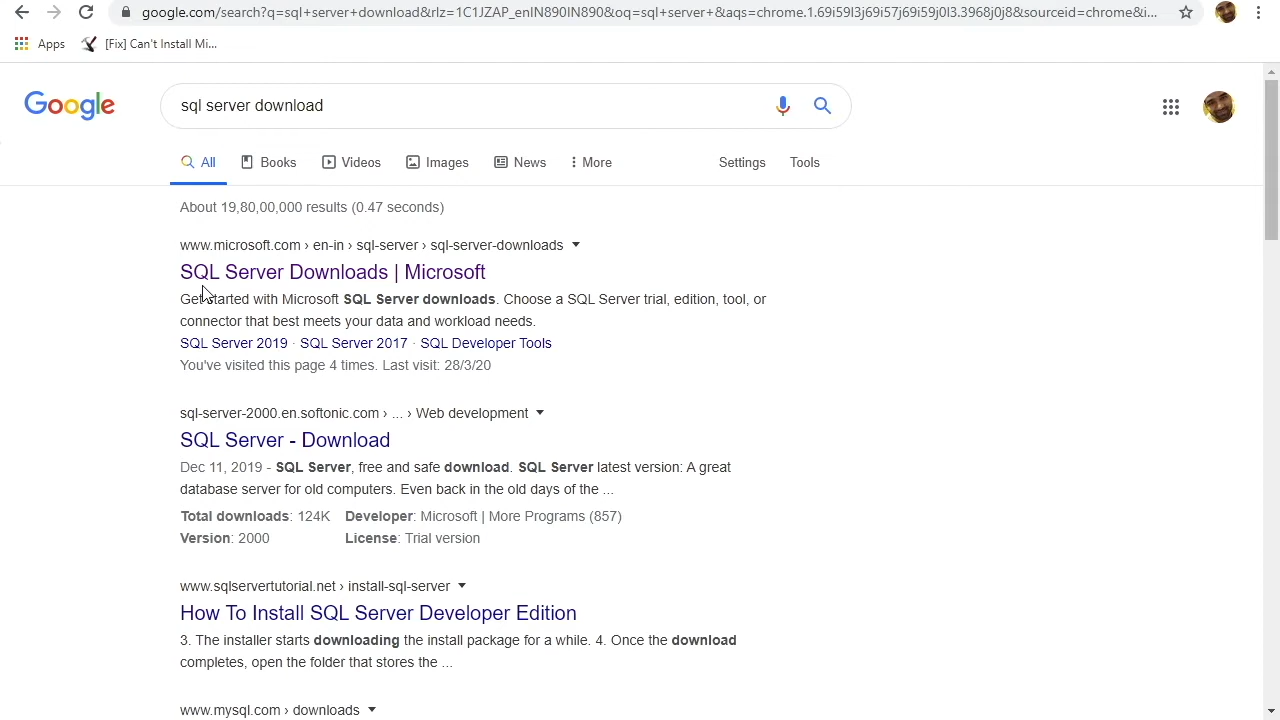 google.com/search?q=sql+server+download&rlz=1C1JZAP_enIN890IN890&oq=sql+server+&aqs=chrome.1.69i59l3j69i57j69i59j0l3.3968j0j8&sourceid=chrome&i...
Apps [Fix] Can't Install Mi...
Google sql server download
All Books Videos Images News More Settings Tools
About 19,80,00,000 results (0.47 seconds)
www.microsoft.com › en-in › sql-server › sql-server-downloads
SQL Server Downloads | Microsoft
Get started with Microsoft SQL Server downloads. Choose a SQL Server trial, edition, tool, or
connector that best meets your data and workload needs.
SQL Server 2019 · SQL Server 2017 · SQL Developer Tools
You've visited this page 4 times. Last visit: 28/3/20
sql-server-2000.en.softonic.com › ... › Web development
SQL Server - Download
Dec 11, 2019 - SQL Server, free and safe download. SQL Server latest version: A great
database server for old computers. Even back in the old days of the ...
Total downloads: 124K Developer: Microsoft | More Programs (857)
Version: 2000 License: Trial version
www.sqlservertutorial.net › install-sql-server
How To Install SQL Server Developer Edition
3. The installer starts downloading the install package for a while. 4. Once the download
completes, open the folder that stores the ...
www.mysql.com › downloads